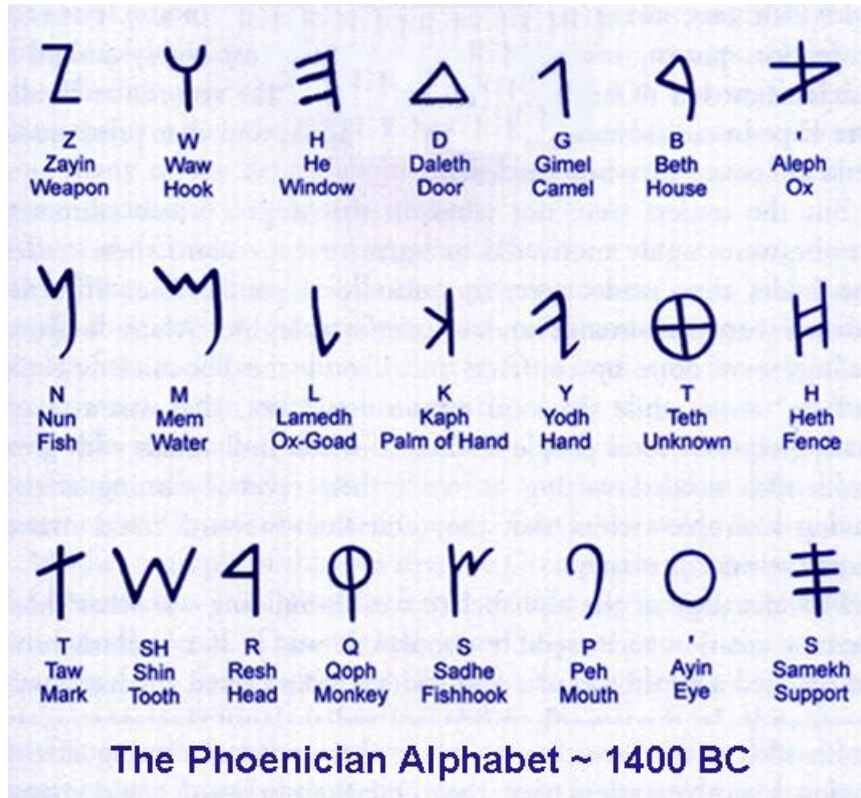 𐤀 𐤁 𐤂 𐤃 𐤄 𐤅 𐤆
Z W H D G B Aleph
Zayin Waw He Daleth Gimel Beth Ox
Weapon Hook Window Door Camel House
𐤇 𐤈 𐤉 𐤊 𐤋 𐤌 𐤍
N M L K Y T H
Nun Mem Lamedh Kaph Yodh Teth Heth
Fish Water Ox-Goad Palm of Hand Hand Unknown Fence
𐤎 𐤏 𐤐 𐤑 𐤒 𐤓 𐤔 𐤕
T SH R Q S P ' S
Taw Shin Resh Qoph Sadhe Peh Ayin Samekh
Mark Tooth Head Monkey Fishhook Mouth Eye Support
The Phoenician Alphabet ~ 1400 BC